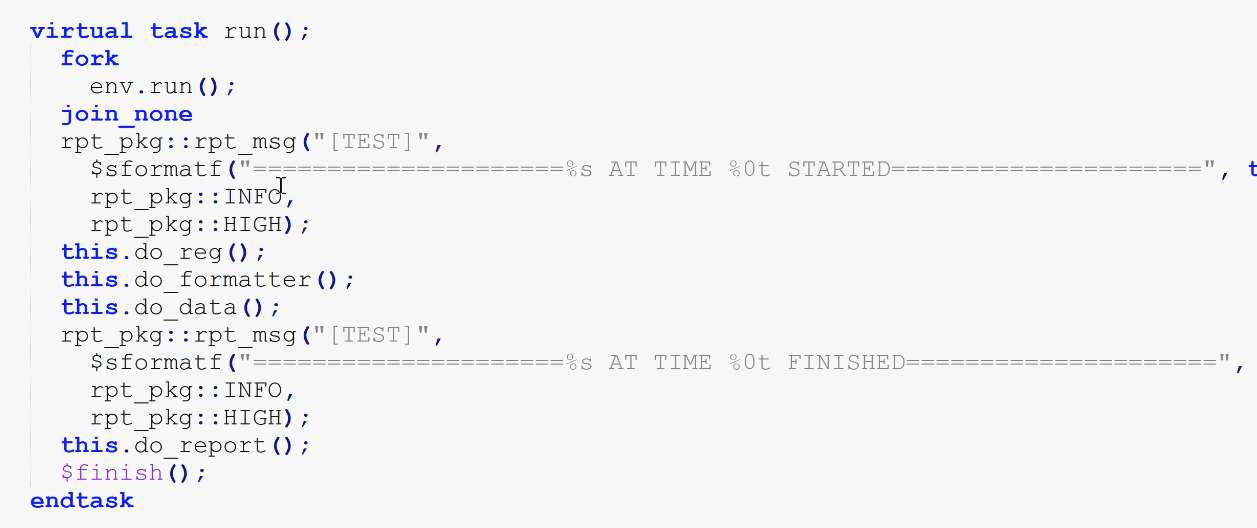 virtual task run();
fork
env.run();
join_none
rpt_pkg::rpt_msg("[TEST]",
$sformatf("=====================%s AT TIME %0t STARTED=====================", t
rpt_pkg::INFO,
rpt_pkg::HIGH);
this.do_reg();
this.do_formatter();
this.do_data();
rpt_pkg::rpt_msg("[TEST]",
$sformatf("=====================%s AT TIME %0t FINISHED=====================",
rpt_pkg::INFO,
rpt_pkg::HIGH);
this.do_report();
$finish();
endtask